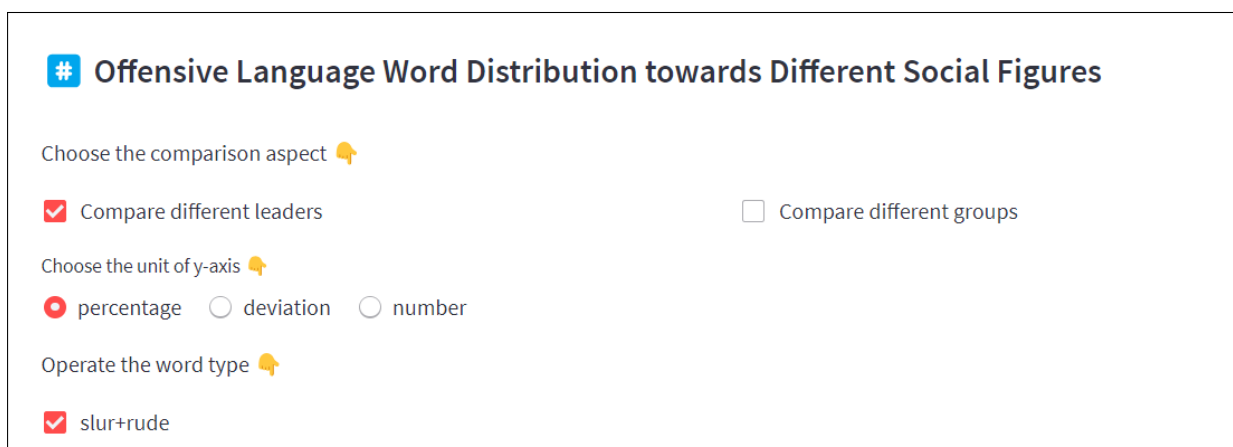 # Offensive Language Word Distribution towards Different Social Figures
Choose the comparison aspect 👇
Compare different leaders
Compare different groups
Choose the unit of y-axis 👇
percentage deviation number
Operate the word type 👇
slur+rude